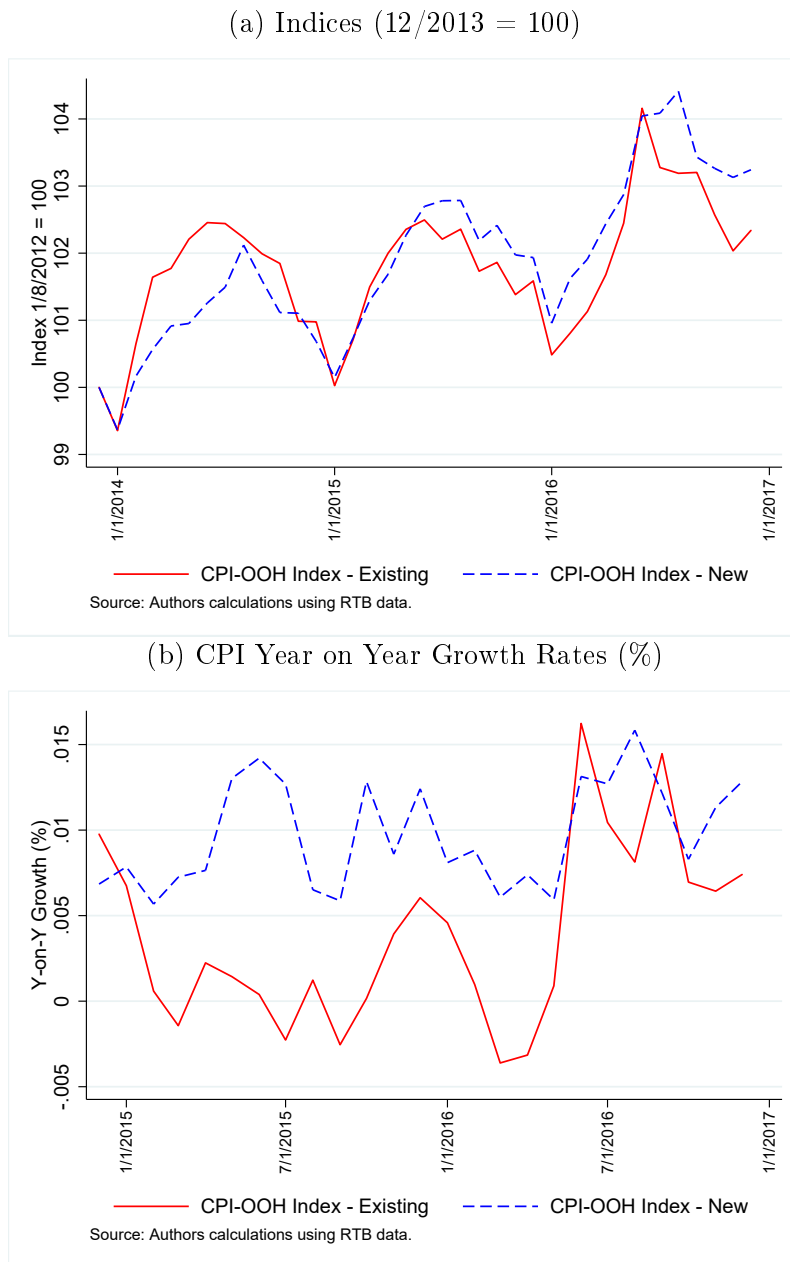 (a) Indices (12/2013 = 100)
Index 1/8/2012 = 100
104
103
102
101
100
99
1/1/2014
1/1/2015
1/1/2016
1/1/2017
CPI-OOH Index - Existing
CPI-OOH Index - New
Source: Authors calculations using RTB data.
(b) CPI Year on Year Growth Rates (%)
Y-on-Y Growth (%)
.015
.01
.005
0
-.005
1/1/2015
7/1/2015
1/1/2016
7/1/2016
1/1/2017
CPI-OOH Index - Existing
CPI-OOH Index - New
Source: Authors calculations using RTB data.